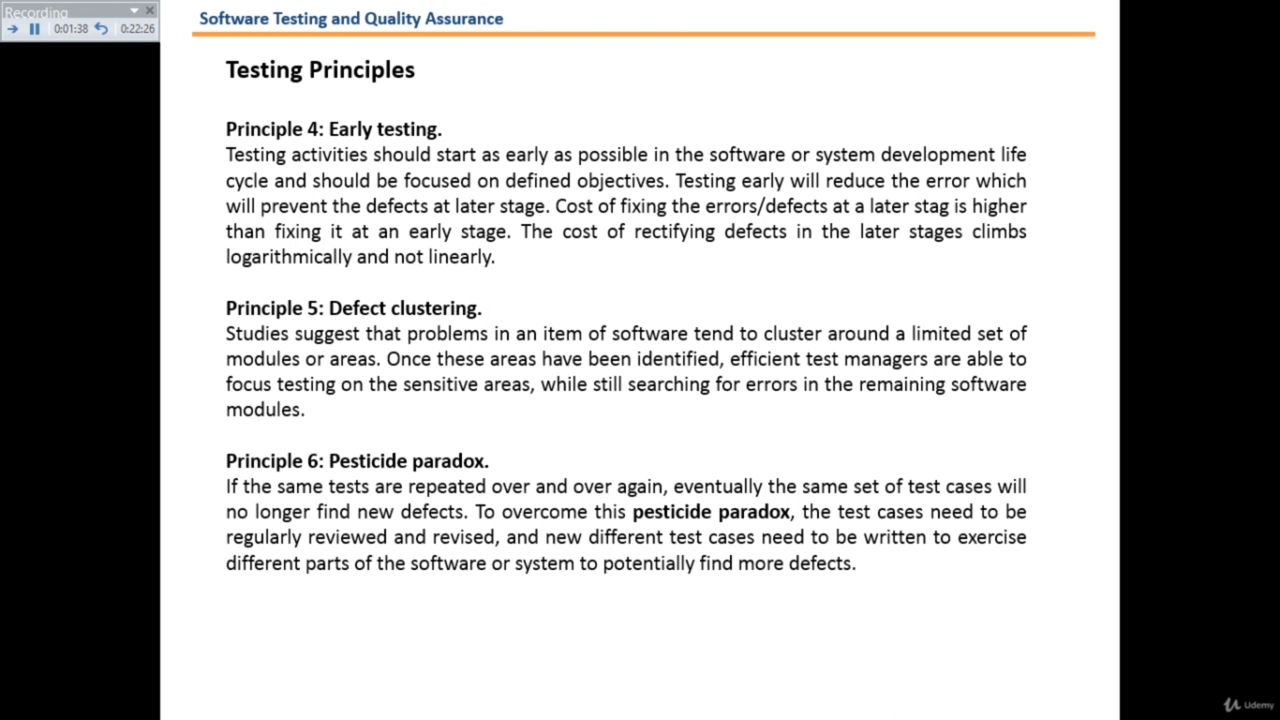 Recording
0:01:38
0:22:26
Software Testing and Quality Assurance
Testing Principles
Principle 4: Early testing.
Testing activities should start as early as possible in the software or system development life
cycle and should be focused on defined objectives. Testing early will reduce the error which
will prevent the defects at later stage. Cost of fixing the errors/defects at a later stag is higher
than fixing it at an early stage. The cost of rectifying defects in the later stages climbs
logarithmically and not linearly.
Principle 5: Defect clustering.
Studies suggest that problems in an item of software tend to cluster around a limited set of
modules or areas. Once these areas have been identified, efficient test managers are able to
focus testing on the sensitive areas, while still searching for errors in the remaining software
modules.
Principle 6: Pesticide paradox.
If the same tests are repeated over and over again, eventually the same set of test cases will
no longer find new defects. To overcome this pesticide paradox, the test cases need to be
regularly reviewed and revised, and new different test cases need to be written to exercise
different parts of the software or system to potentially find more defects.
Udemy